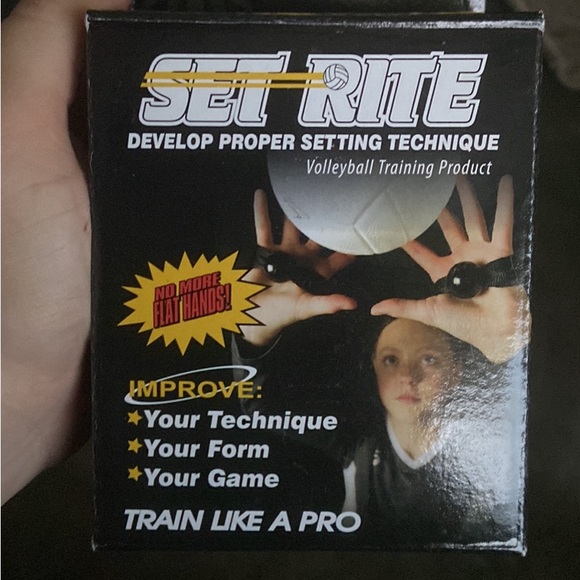 SET RITE
DEVELOP PROPER SETTING TECHNIQUE
Volleyball Training Product
NO MORE
FLAT HANDS!
IMPROVE:
Your Technique
Your Form
Your Game
TRAIN LIKE A PRO